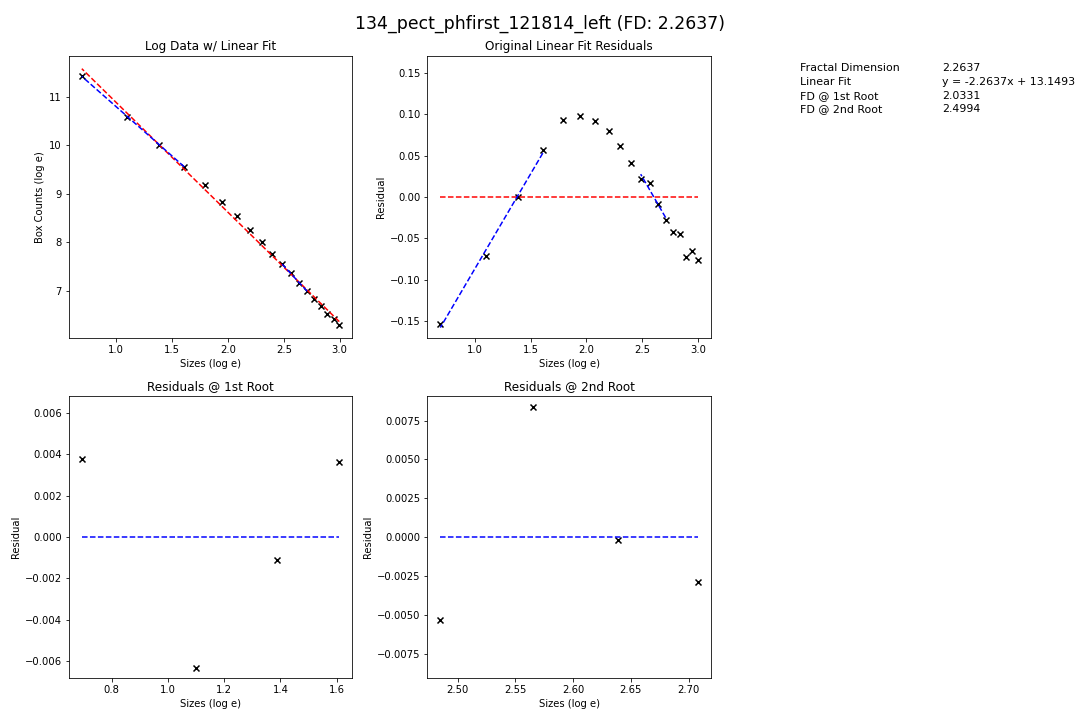 134_pect_phfirst_121814_left (FD: 2.2637)
Log Data w/ Linear Fit
11
10
9
8
7
Box Counts (log e)
1.0 1.5 2.0 2.5 3.0
Sizes (log e)
Original Linear Fit Residuals
0.15
0.10
0.05
0.00
−0.05
−0.10
−0.15
Residual
1.0 1.5 2.0 2.5 3.0
Sizes (log e)
Fractal Dimension 2.2637
Linear Fit y = -2.2637x + 13.1493
FD @ 1st Root 2.0331
FD @ 2nd Root 2.4994
Residuals @ 1st Root
0.006
0.004
0.002
0.000
−0.002
−0.004
−0.006
Residual
0.8 1.0 1.2 1.4 1.6
Sizes (log e)
Residuals @ 2nd Root
0.0075
0.0050
0.0025
0.0000
−0.0025
−0.0050
−0.0075
Residual
2.50 2.55 2.60 2.65 2.70
Sizes (log e)